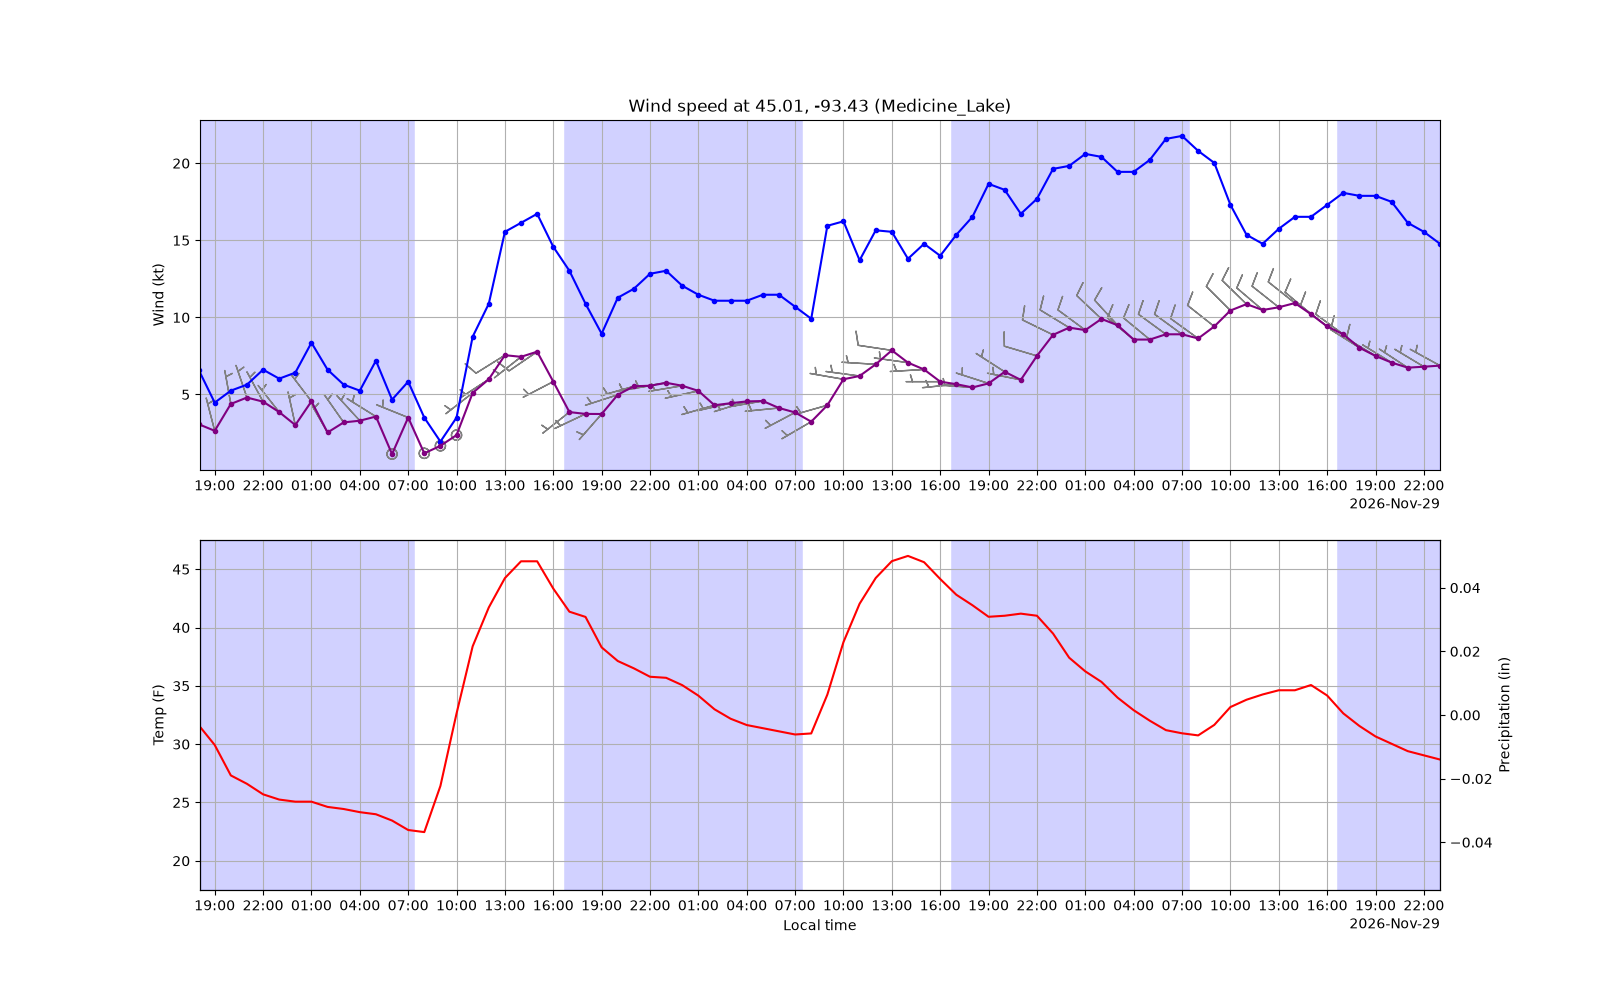 Wind speed at 45.01, -93.43 (Medicine_Lake)
Wind (kt)
20
15
10
5
19:00 22:00 01:00 04:00 07:00 10:00 13:00 16:00 19:00 22:00 01:00 04:00 07:00 10:00 13:00 16:00 19:00 22:00 01:00 04:00 07:00 10:00 13:00 16:00 19:00 22:00
2026-Nov-29
Temp (F)
45
40
35
30
25
20
0.04
0.02
0.00
−0.02
−0.04
Precipitation (in)
19:00 22:00 01:00 04:00 07:00 10:00 13:00 16:00 19:00 22:00 01:00 04:00 07:00 10:00 13:00 16:00 19:00 22:00 01:00 04:00 07:00 10:00 13:00 16:00 19:00 22:00
Local time
2026-Nov-29